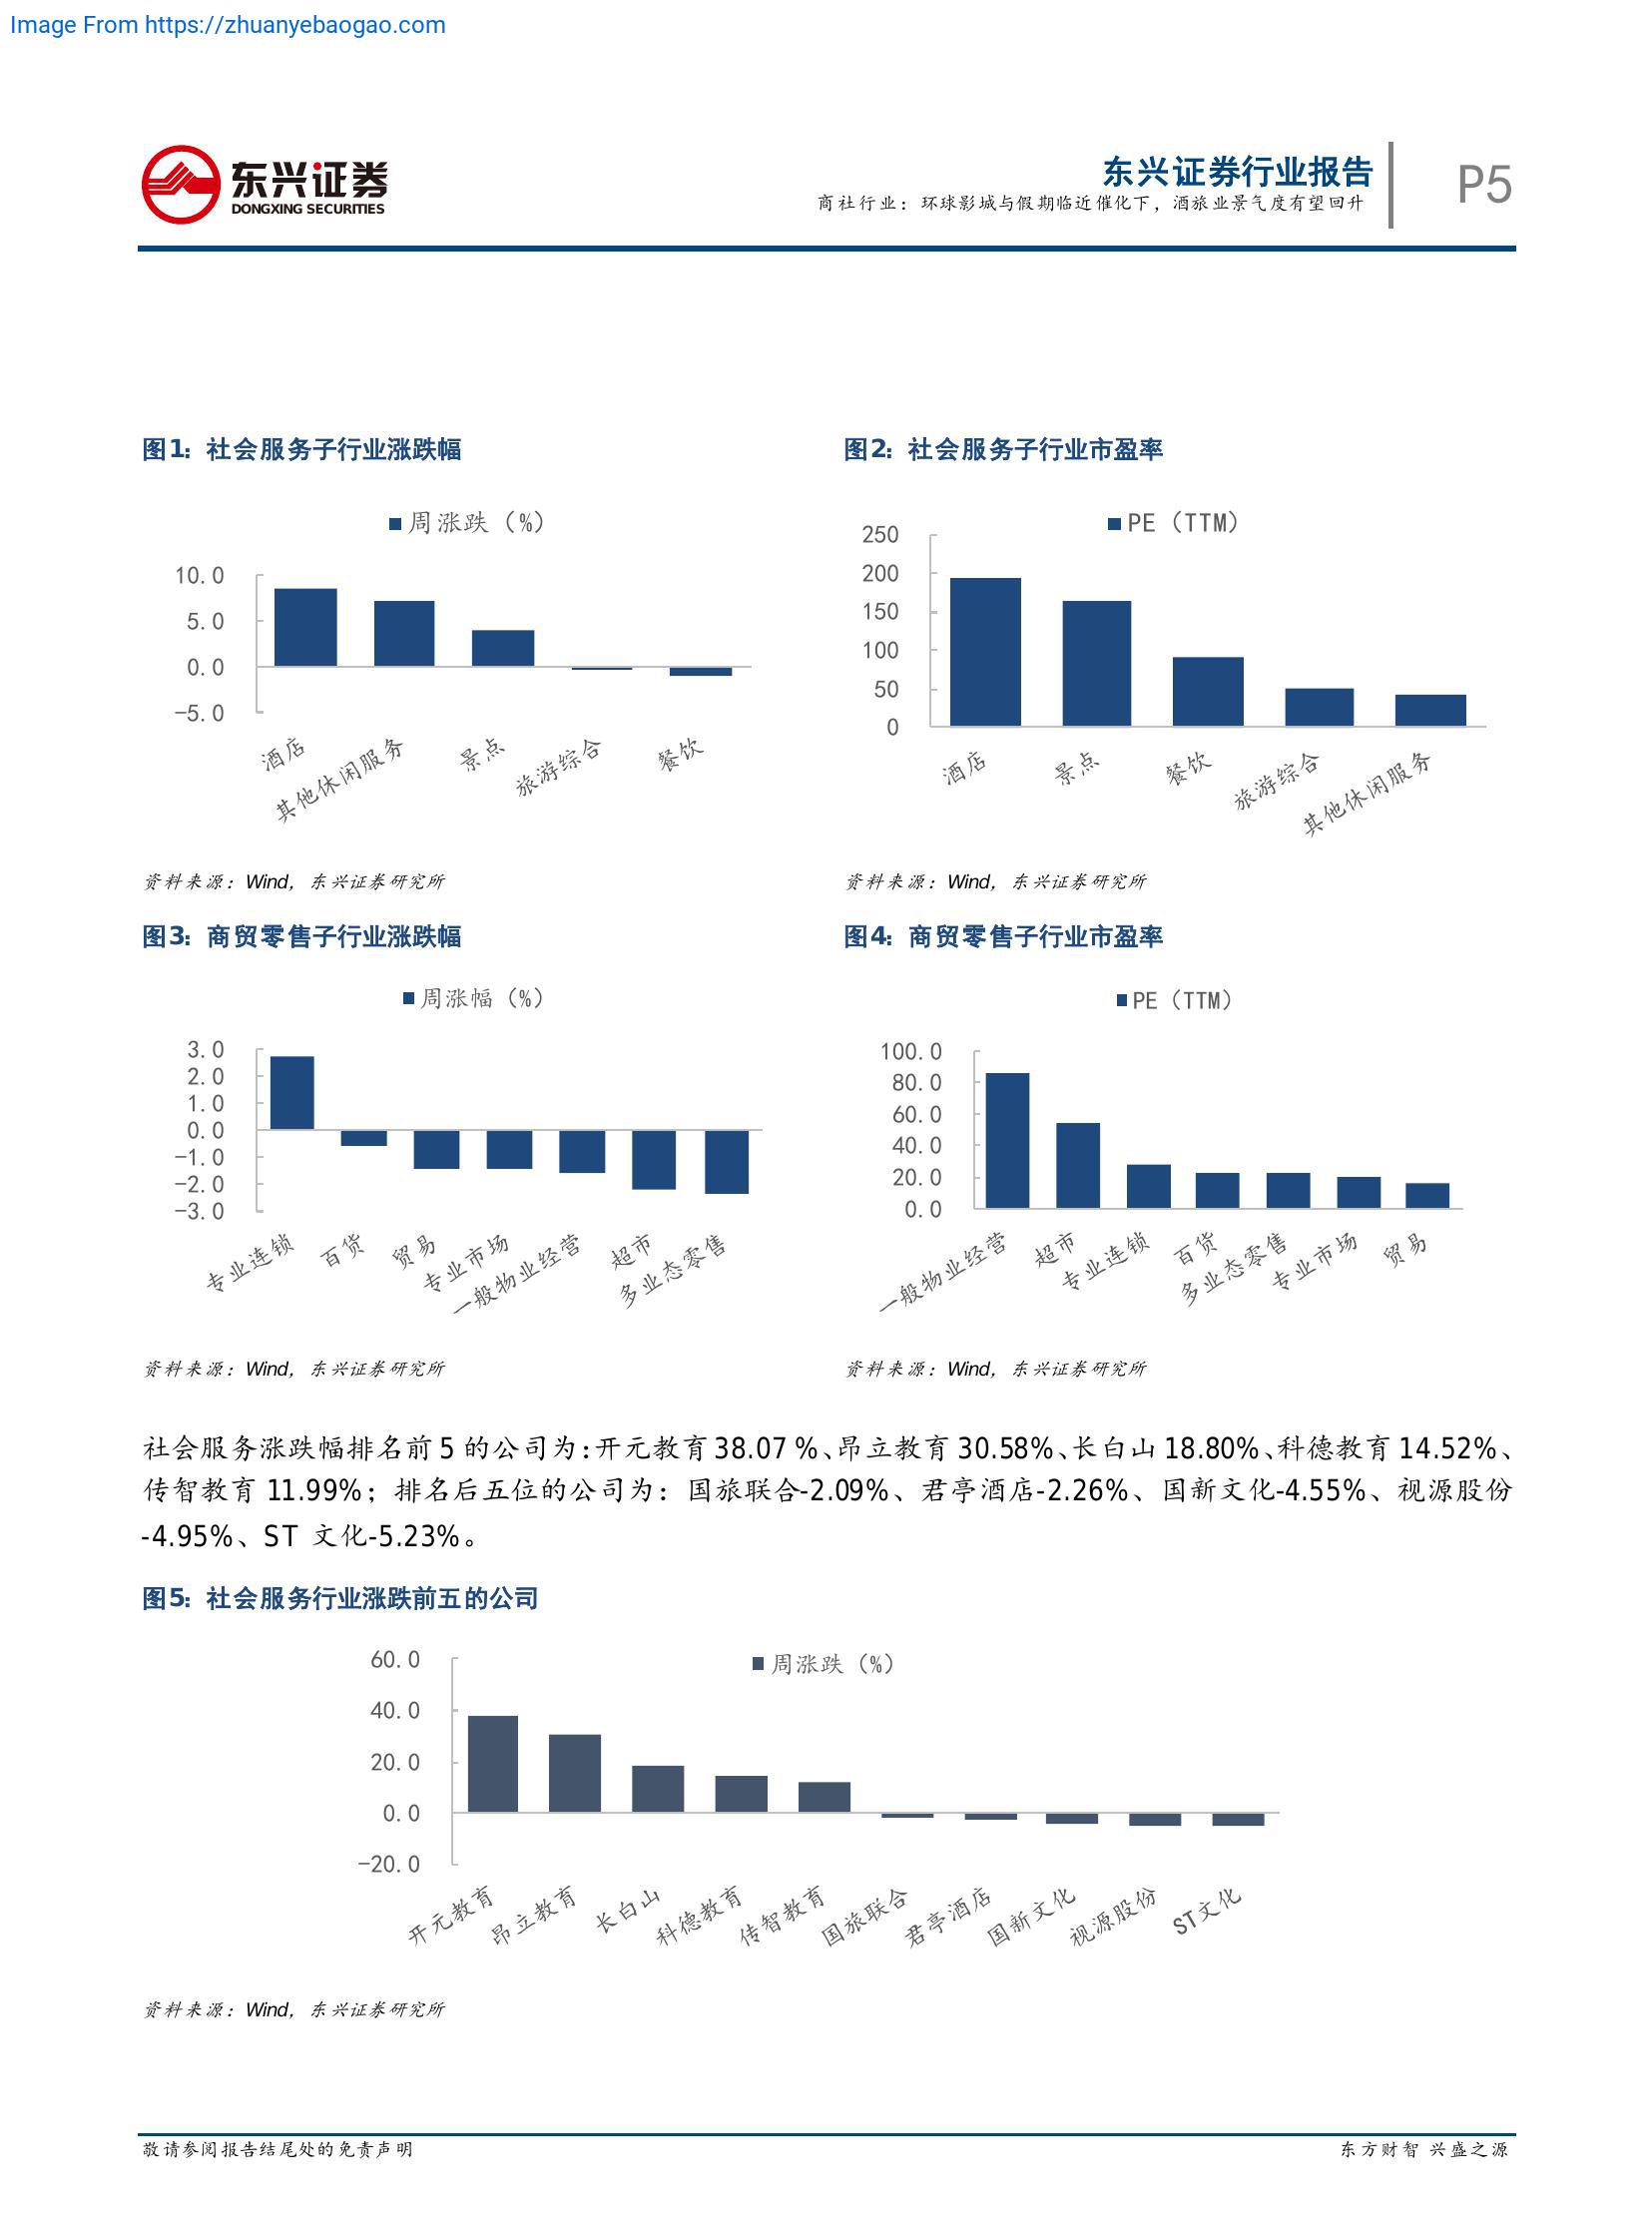 Image From https://zhuanyebaogao.com
东兴证券
DONGXING SECURITIES
东兴证券行业报告
商社行业：环球影城与假期临近催化下，酒旅业景气度有望回升
P5
图1：社会服务子行业涨跌幅
周涨跌（%）
10.0
5.0
0.0
-5.0
酒店
其他休闲服务
景点
旅游综合
餐饮
资料来源：Wind，东兴证券研究所
图2：社会服务子行业市盈率
PE（TTM）
250
200
150
100
50
0
酒店
景点
餐饮
旅游综合
其他休闲服务
资料来源：Wind，东兴证券研究所
图3：商贸零售子行业涨跌幅
周涨幅（%）
3.0
2.0
1.0
0.0
-1.0
-2.0
-3.0
专业连锁
百货
贸易
专业市场
一般物业经营
超市
多业态零售
资料来源：Wind，东兴证券研究所
图4：商贸零售子行业市盈率
PE（TTM）
100.0
80.0
60.0
40.0
20.0
0.0
一般物业经营
超市
专业连锁
百货
多业态零售
专业市场
贸易
资料来源：Wind，东兴证券研究所
社会服务涨跌幅排名前 5 的公司为：开元教育 38.07 %、昂立教育 30.58%、长白山 18.80%、科德教育 14.52%、
传智教育 11.99%；排名后五位的公司为：国旅联合-2.09%、君亭酒店-2.26%、国新文化-4.55%、视源股份
-4.95%、ST 文化-5.23%。
图5：社会服务行业涨跌前五的公司
周涨跌（%）
60.0
40.0
20.0
0.0
-20.0
开元教育
昂立教育
长白山
科德教育
传智教育
国旅联合
君亭酒店
国新文化
视源股份
ST文化
资料来源：Wind，东兴证券研究所
敬请参阅报告结尾处的免责声明
东方财智 兴盛之源